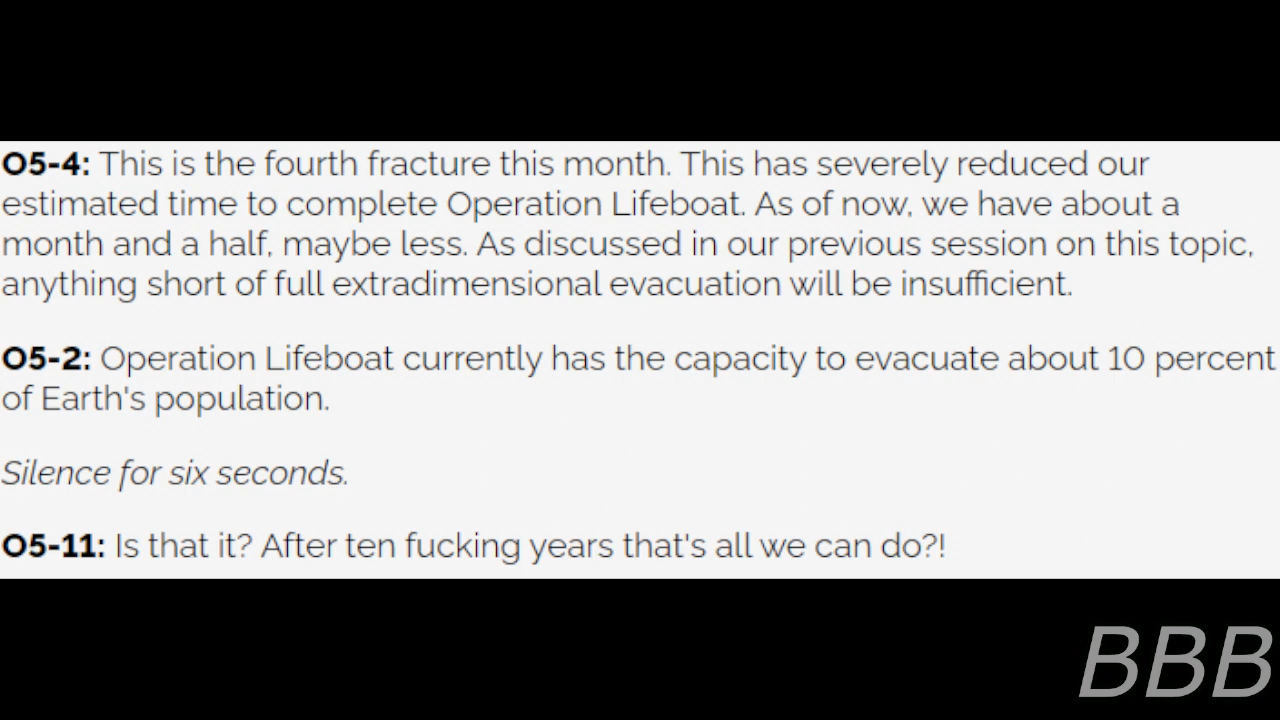 O5-4: This is the fourth fracture this month. This has severely reduced our
estimated time to complete Operation Lifeboat. As of now, we have about a
month and a half, maybe less. As discussed in our previous session on this topic,
anything short of full extradimensional evacuation will be insufficient.
O5-2: Operation Lifeboat currently has the capacity to evacuate about 10 percent
of Earth's population.
Silence for six seconds.
O5-11: Is that it? After ten fucking years that's all we can do?!
BBB